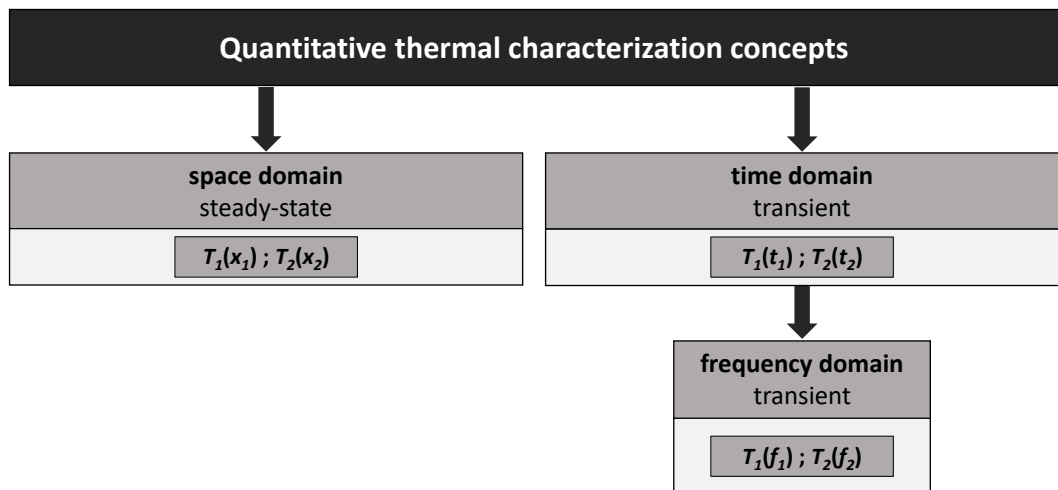 Quantitative thermal characterization concepts
space domain
steady-state
T₁(x₁) ; T₂(x₂)
time domain
transient
T₁(t₁) ; T₂(t₂)
frequency domain
transient
T₁(f₁) ; T₂(f₂)